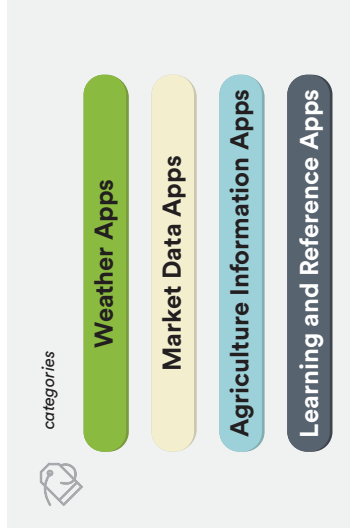 categories
Weather Apps
Market Data Apps
Agriculture Information Apps
Learning and Reference Apps